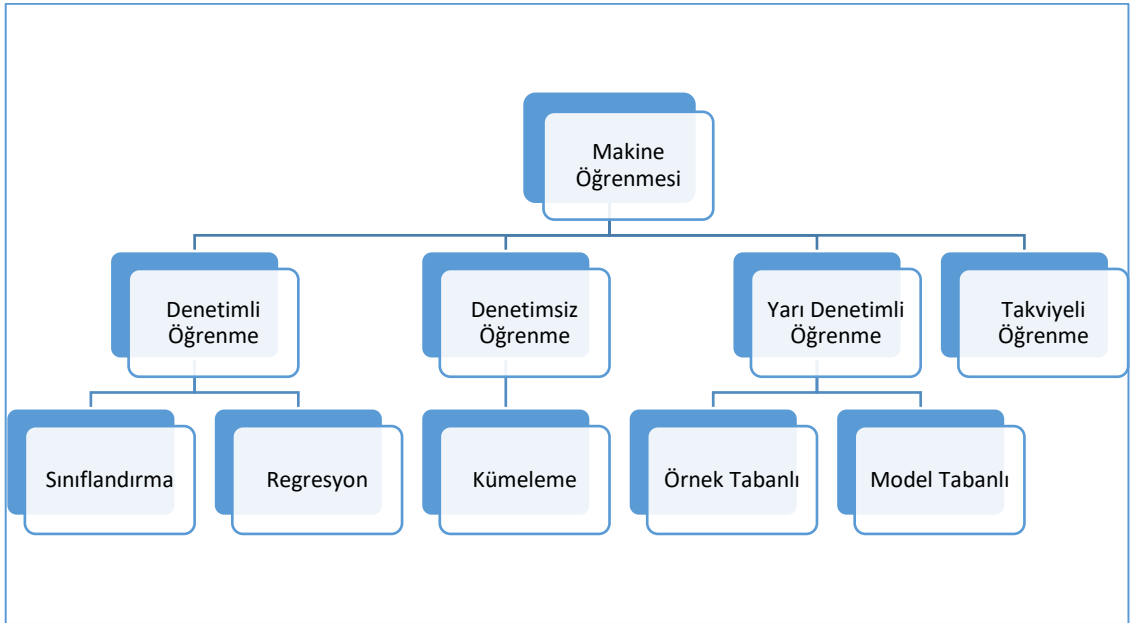 Makine
Öğrenmesi
Denetimli
Öğrenme
Denetimsiz
Öğrenme
Yarı Denetimli
Öğrenme
Takviyeli
Öğrenme
Sınıflandırma
Regresyon
Kümeleme
Örnek Tabanlı
Model Tabanlı